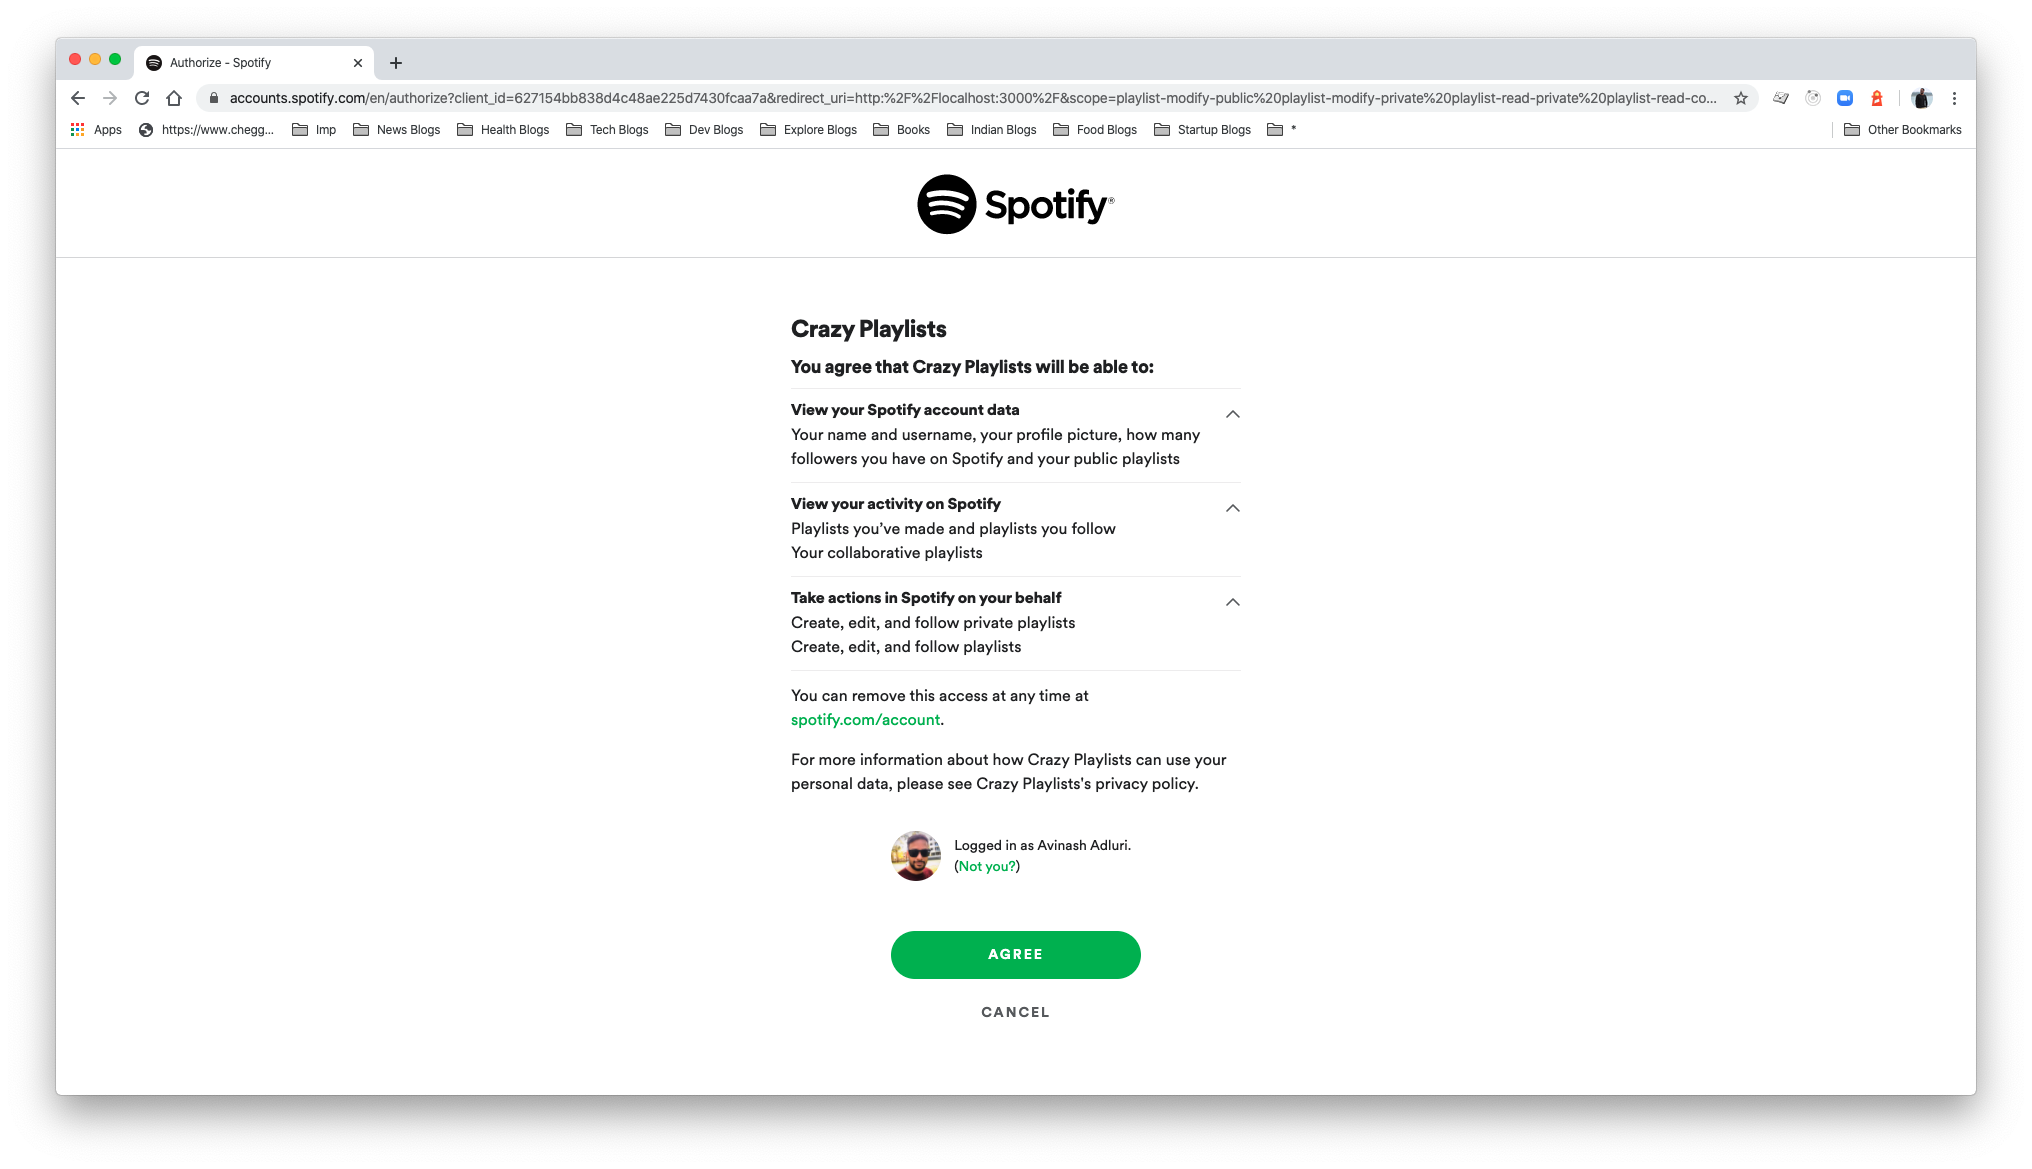 Authorize - Spotify
accounts.spotify.com/en/authorize?client_id=627154bb838d4c48ae225d7430fcaa7a&redirect_uri=http:%2F%2Flocalhost:3000%2F&scope=playlist-modify-public%20playlist-modify-private%20playlist-read-private%20playlist-read-co...
Apps https://www.chegg... Imp News Blogs Health Blogs Tech Blogs Dev Blogs Explore Blogs Books Indian Blogs Food Blogs Startup Blogs * Other Bookmarks
Spotify®
Crazy Playlists
You agree that Crazy Playlists will be able to:
View your Spotify account data
Your name and username, your profile picture, how many
followers you have on Spotify and your public playlists
View your activity on Spotify
Playlists you’ve made and playlists you follow
Your collaborative playlists
Take actions in Spotify on your behalf
Create, edit, and follow private playlists
Create, edit, and follow playlists
You can remove this access at any time at
spotify.com/account.
For more information about how Crazy Playlists can use your
personal data, please see Crazy Playlists's privacy policy.
Logged in as Avinash Adluri.
(Not you?)
AGREE
CANCEL